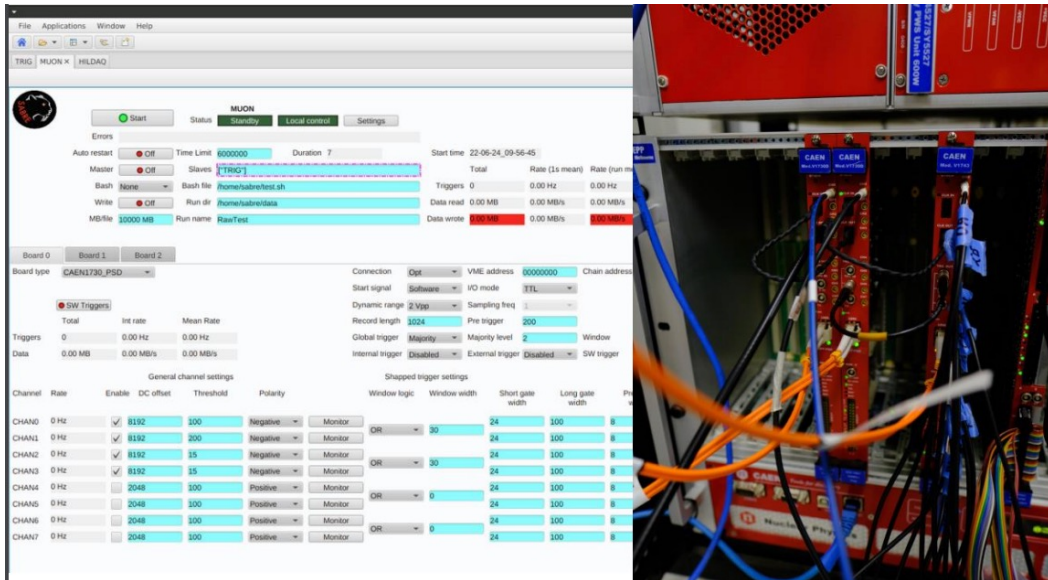 File Applications Window Help
TRIG MUON × HILDAQ
SABRE
MUON
Start Status Standby Local control Settings
Errors
Auto restart Off Time Limit 6000000 Duration 7 Start time 22-06-24_09-56-45
Master Off Slaves ["TRIG"] Total Rate (1s mean) Rate (run me
Bash None Bash file /home/sabre/test.sh Triggers 0 0.00 Hz 0.00 Hz
Write Off Run dir /home/sabre/data Data read 0.00 MB 0.00 MB/s 0.00 MB/s
MB/file 10000 MB Run name RawTest Data wrote 0.00 MB 0.00 MB/s 0.00 MB/s
Board 0 Board 1 Board 2
Board type CAEN1730_PSD Connection Opt VME address 00000000 Chain address
Start signal Software I/O mode TTL
SW Triggers Dynamic range 2 Vpp Sampling freq 1
Total Int rate Mean Rate Record length 1024 Pre trigger 200
Triggers 0 0.00 Hz 0.00 Hz Global trigger Majority Majority level 2 Window
Data 0.00 MB 0.00 MB/s 0.00 MB/s Internal trigger Disabled External trigger Disabled SW trigger
General channel settings Shapped trigger settings
Channel Rate Enable DC offset Threshold Polarity Window logic Window width Short gate width Long gate width
CHAN0 0 Hz 8192 100 Negative Monitor OR 30 24 100 8
CHAN1 0 Hz 8192 200 Negative Monitor 24 100 8
CHAN2 0 Hz 8192 15 Negative Monitor OR 30 24 100 8
CHAN3 0 Hz 8192 15 Negative Monitor 24 100 8
CHAN4 0 Hz 2048 100 Positive Monitor OR 0 24 100 8
CHAN5 0 Hz 2048 100 Positive Monitor 24 100 8
CHAN6 0 Hz 2048 100 Positive Monitor OR 0 24 100 8
CHAN7 0 Hz 2048 100 Positive Monitor 24 100 8
PWS Unit 600W
CAEN CAEN CAEN
CAEN
Nuclear Physics